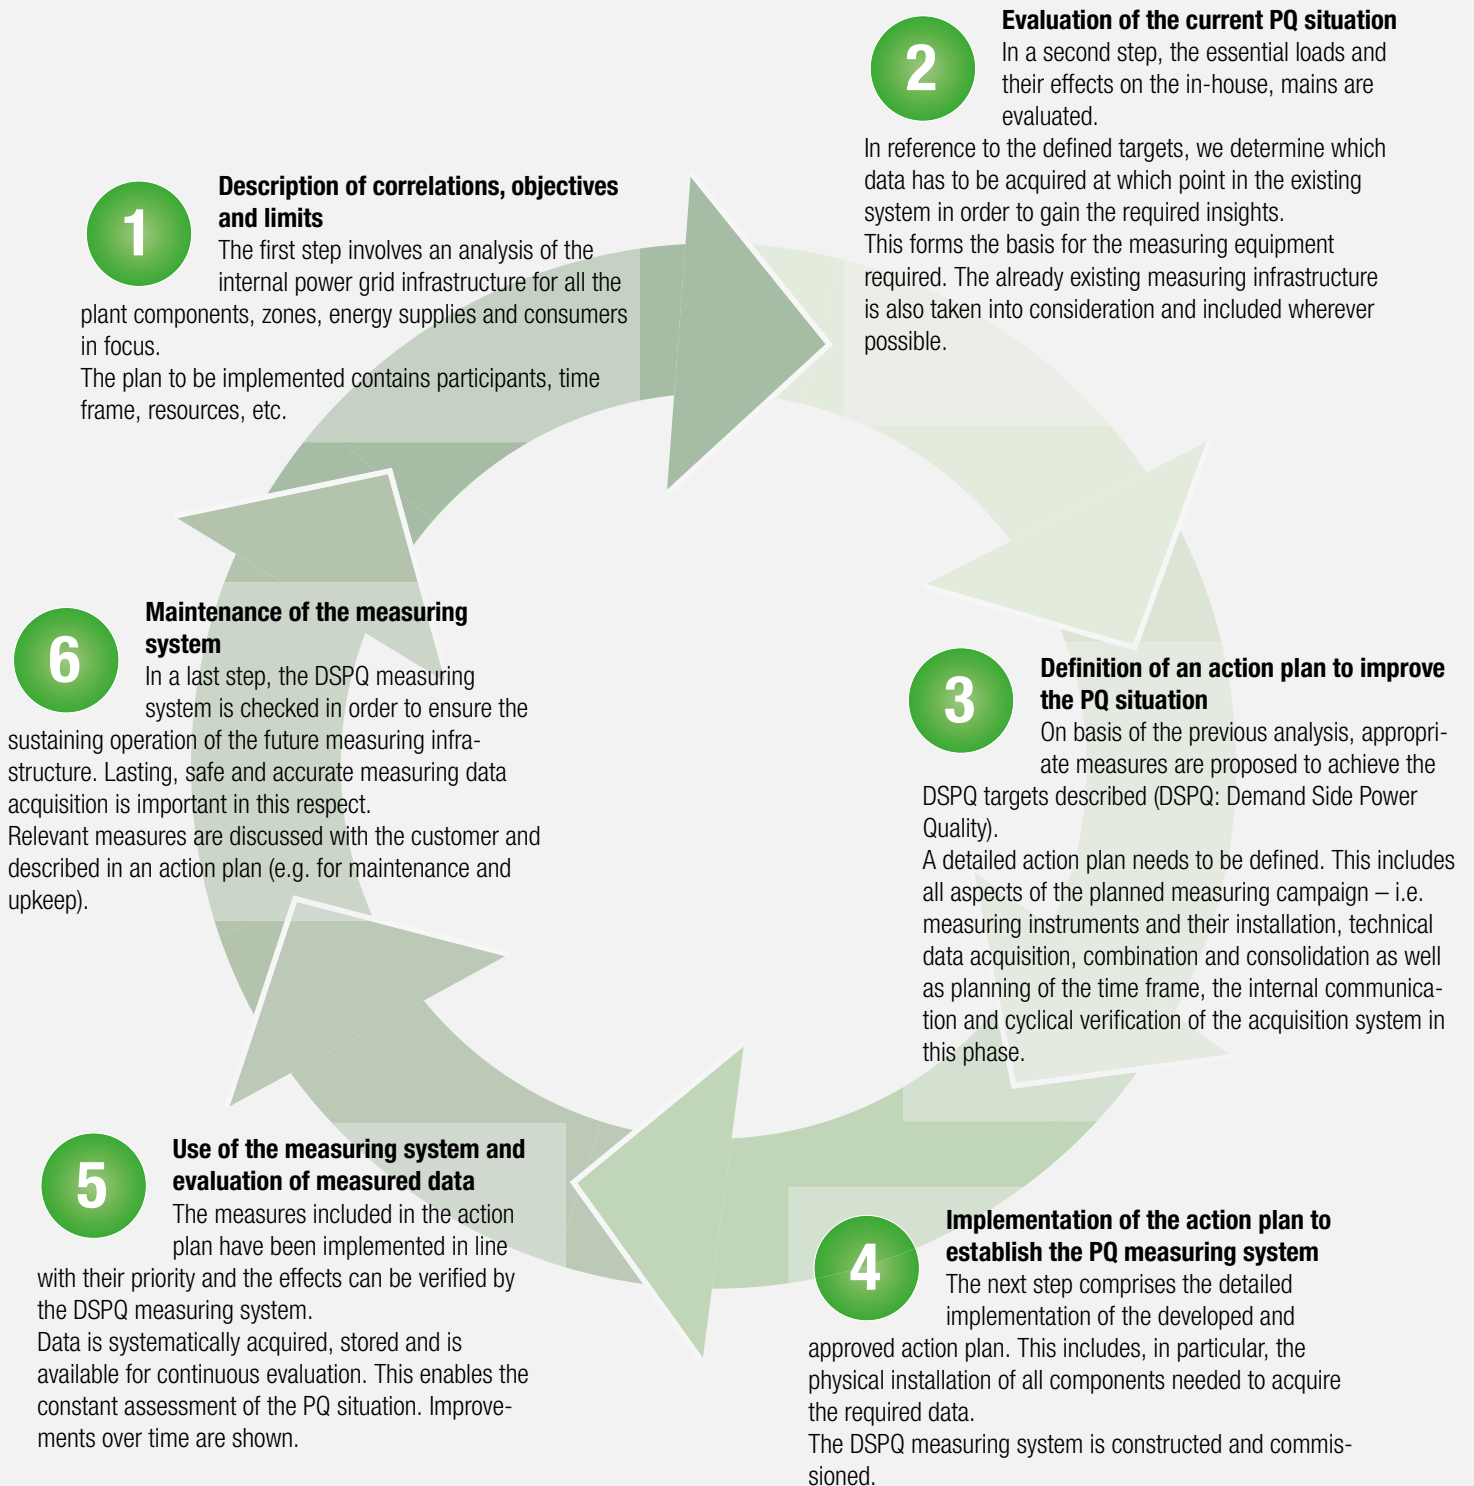 1
Description of correlations, objectives
and limits
The first step involves an analysis of the
internal power grid infrastructure for all the
plant components, zones, energy supplies and consumers
in focus.
The plan to be implemented contains participants, time
frame, resources, etc.
2
Evaluation of the current PQ situation
In a second step, the essential loads and
their effects on the in-house, mains are
evaluated.
In reference to the defined targets, we determine which
data has to be acquired at which point in the existing
system in order to gain the required insights.
This forms the basis for the measuring equipment
required. The already existing measuring infrastructure
is also taken into consideration and included wherever
possible.
3
Definition of an action plan to improve
the PQ situation
On basis of the previous analysis, appropri-
ate measures are proposed to achieve the
DSPQ targets described (DSPQ: Demand Side Power
Quality).
A detailed action plan needs to be defined. This includes
all aspects of the planned measuring campaign – i.e.
measuring instruments and their installation, technical
data acquisition, combination and consolidation as well
as planning of the time frame, the internal communica-
tion and cyclical verification of the acquisition system in
this phase.
4
Implementation of the action plan to
establish the PQ measuring system
The next step comprises the detailed
implementation of the developed and
approved action plan. This includes, in particular, the
physical installation of all components needed to acquire
the required data.
The DSPQ measuring system is constructed and commis-
sioned.
5
Use of the measuring system and
evaluation of measured data
The measures included in the action
plan have been implemented in line
with their priority and the effects can be verified by
the DSPQ measuring system.
Data is systematically acquired, stored and is
available for continuous evaluation. This enables the
constant assessment of the PQ situation. Improve-
ments over time are shown.
6
Maintenance of the measuring
system
In a last step, the DSPQ measuring
system is checked in order to ensure the
sustaining operation of the future measuring infra-
structure. Lasting, safe and accurate measuring data
acquisition is important in this respect.
Relevant measures are discussed with the customer and
described in an action plan (e.g. for maintenance and
upkeep).